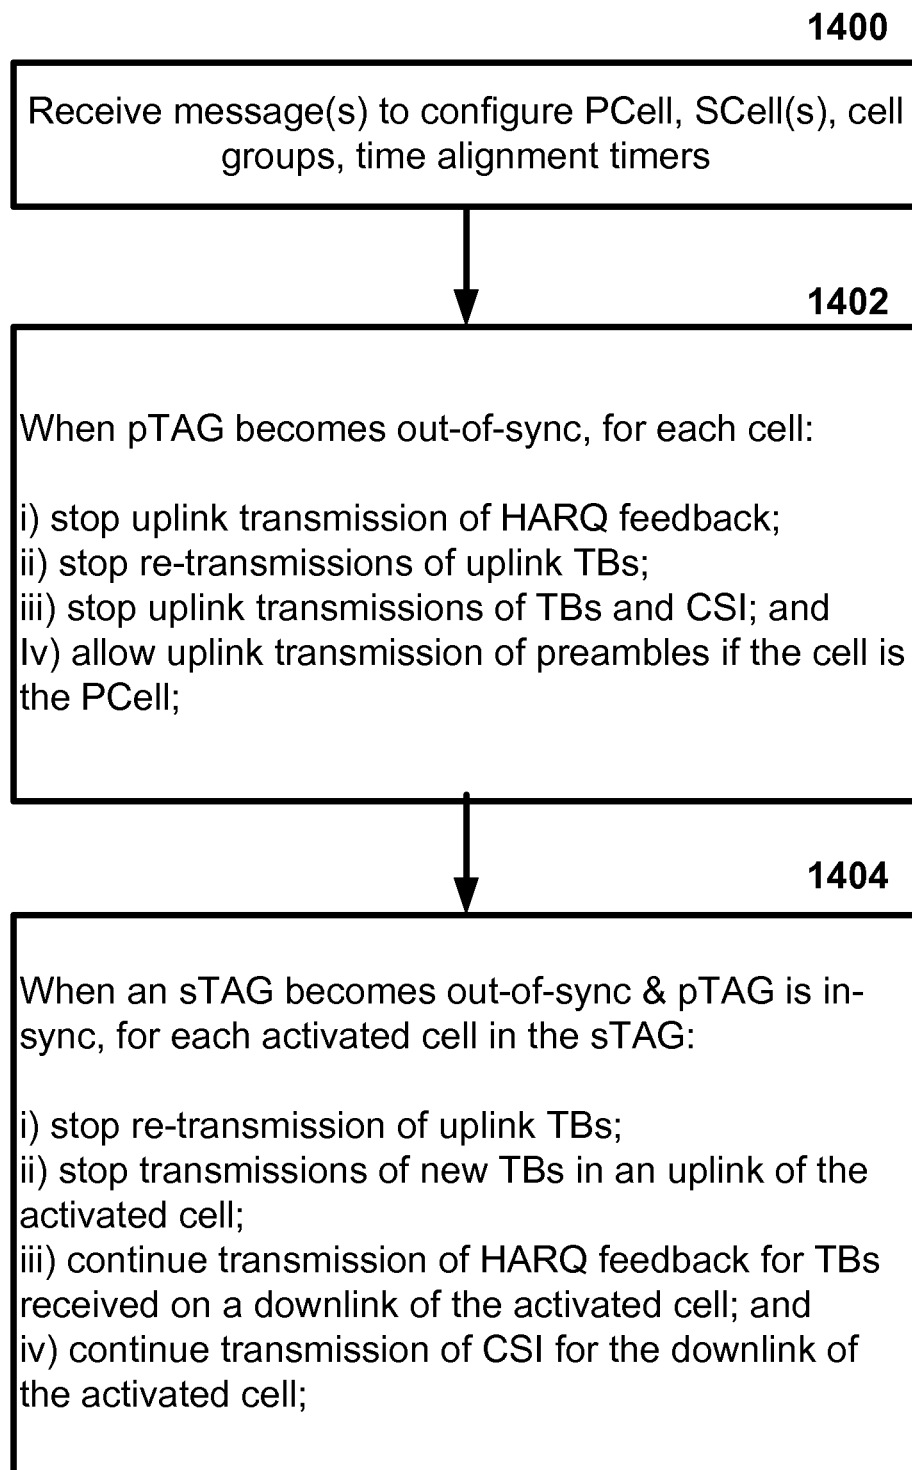 1400
Receive message(s) to configure PCell, SCell(s), cell
groups, time alignment timers
1402
When pTAG becomes out-of-sync, for each cell:
i) stop uplink transmission of HARQ feedback;
ii) stop re-transmissions of uplink TBs;
iii) stop uplink transmissions of TBs and CSI; and
Iv) allow uplink transmission of preambles if the cell is
the PCell;
1404
When an sTAG becomes out-of-sync & pTAG is in-
sync, for each activated cell in the sTAG:
i) stop re-transmission of uplink TBs;
ii) stop transmissions of new TBs in an uplink of the
activated cell;
iii) continue transmission of HARQ feedback for TBs
received on a downlink of the activated cell; and
iv) continue transmission of CSI for the downlink of
the activated cell;